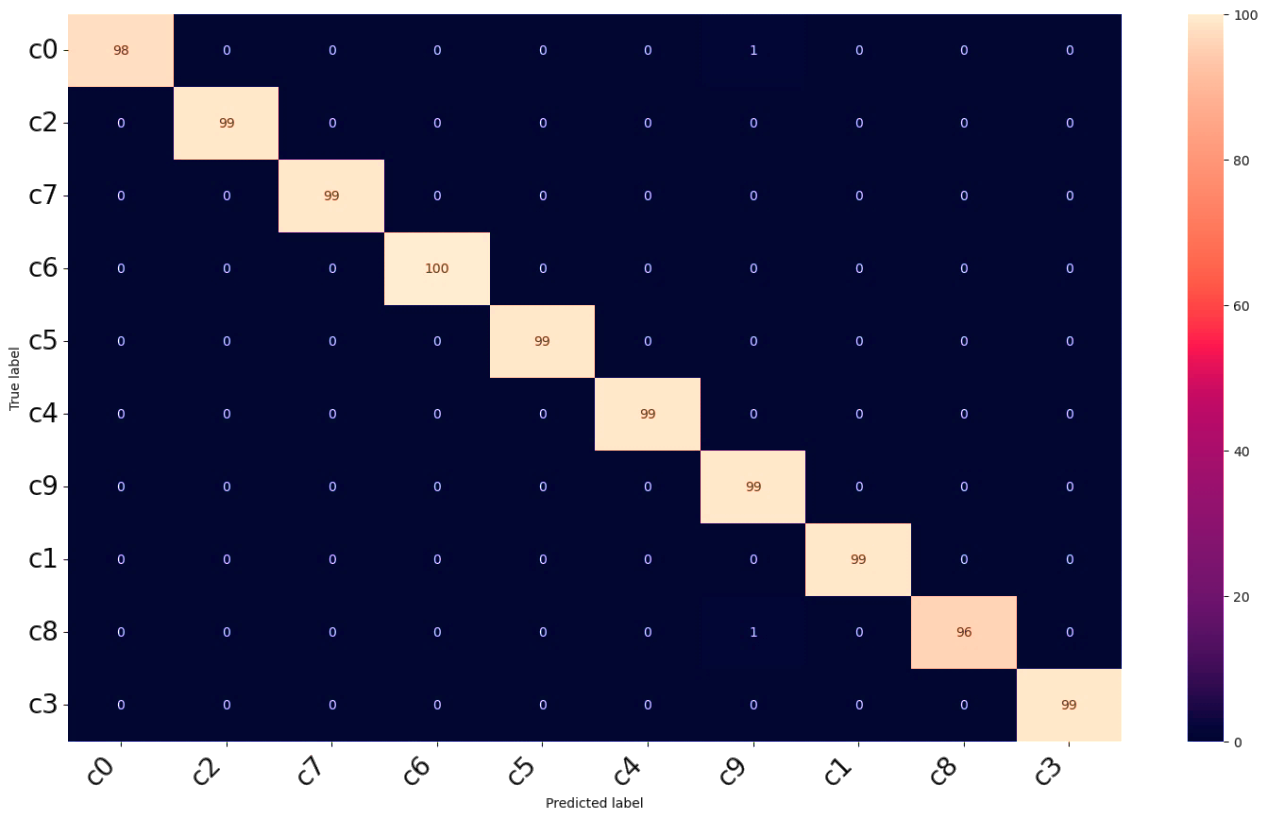 c0 98 0 0 0 0 0 1 0 0 0
c2 0 99 0 0 0 0 0 0 0 0
c7 0 0 99 0 0 0 0 0 0 0
c6 0 0 0 100 0 0 0 0 0 0
c5 0 0 0 0 99 0 0 0 0 0
c4 0 0 0 0 0 99 0 0 0 0
c9 0 0 0 0 0 0 99 0 0 0
c1 0 0 0 0 0 0 0 99 0 0
c8 0 0 0 0 0 0 1 0 96 0
c3 0 0 0 0 0 0 0 0 0 99
True label
c0 c2 c7 c6 c5 c4 c9 c1 c8 c3
Predicted label
100
80
60
40
20
0